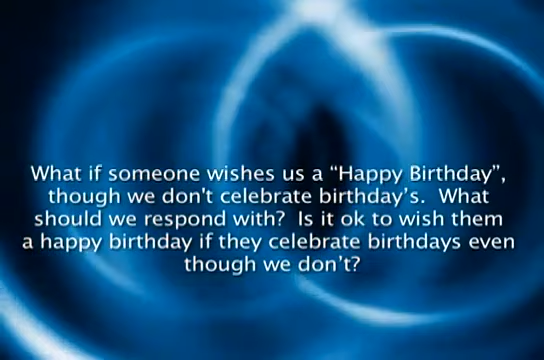 What if someone wishes us a “Happy Birthday”,
though we don't celebrate birthday’s.  What
should we respond with?  Is it ok to wish them
a happy birthday if they celebrate birthdays even
though we don’t?